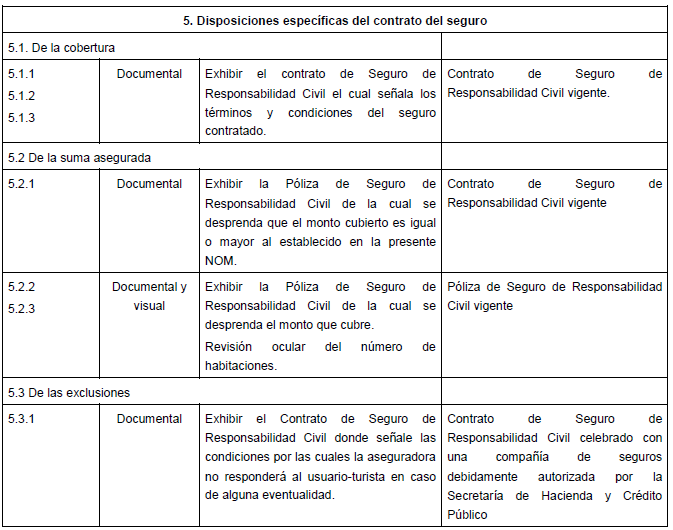 5. Disposiciones específicas del contrato del seguro
5.1. De la cobertura
5.1.1
5.1.2
5.1.3
Documental
Exhibir el contrato de Seguro de
Responsabilidad Civil el cual señala los
términos y condiciones del seguro
contratado.
Contrato de Seguro de
Responsabilidad Civil vigente.
5.2 De la suma asegurada
5.2.1
Documental
Exhibir la Póliza de Seguro de
Responsabilidad Civil de la cual se
desprenda que el monto cubierto es igual
o mayor al establecido en la presente
NOM.
Contrato de Seguro de
Responsabilidad Civil vigente
5.2.2
5.2.3
Documental y
visual
Exhibir la Póliza de Seguro de
Responsabilidad Civil de la cual se
desprenda el monto que cubre.
Revisión ocular del número de
habitaciones.
Póliza de Seguro de Responsabilidad
Civil vigente
5.3 De las exclusiones
5.3.1
Documental
Exhibir el Contrato de Seguro de
Responsabilidad Civil donde señale las
condiciones por las cuales la aseguradora
no responderá al usuario-turista en caso
de alguna eventualidad.
Contrato de Seguro de
Responsabilidad Civil celebrado con
una compañía de seguros
debidamente autorizada por la
Secretaría de Hacienda y Crédito
Público